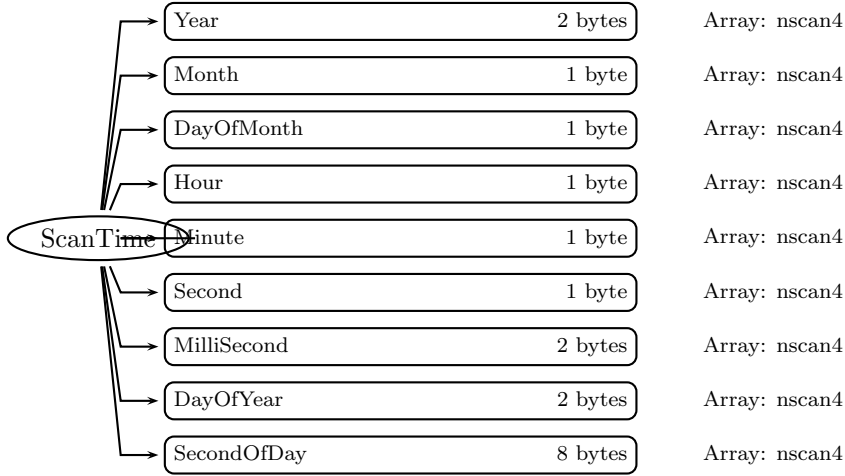 Year 2 bytes Array: nscan4
Month 1 byte Array: nscan4
DayOfMonth 1 byte Array: nscan4
Hour 1 byte Array: nscan4
ScanTime Minute 1 byte Array: nscan4
Second 1 byte Array: nscan4
MilliSecond 2 bytes Array: nscan4
DayOfYear 2 bytes Array: nscan4
SecondOfDay 8 bytes Array: nscan4